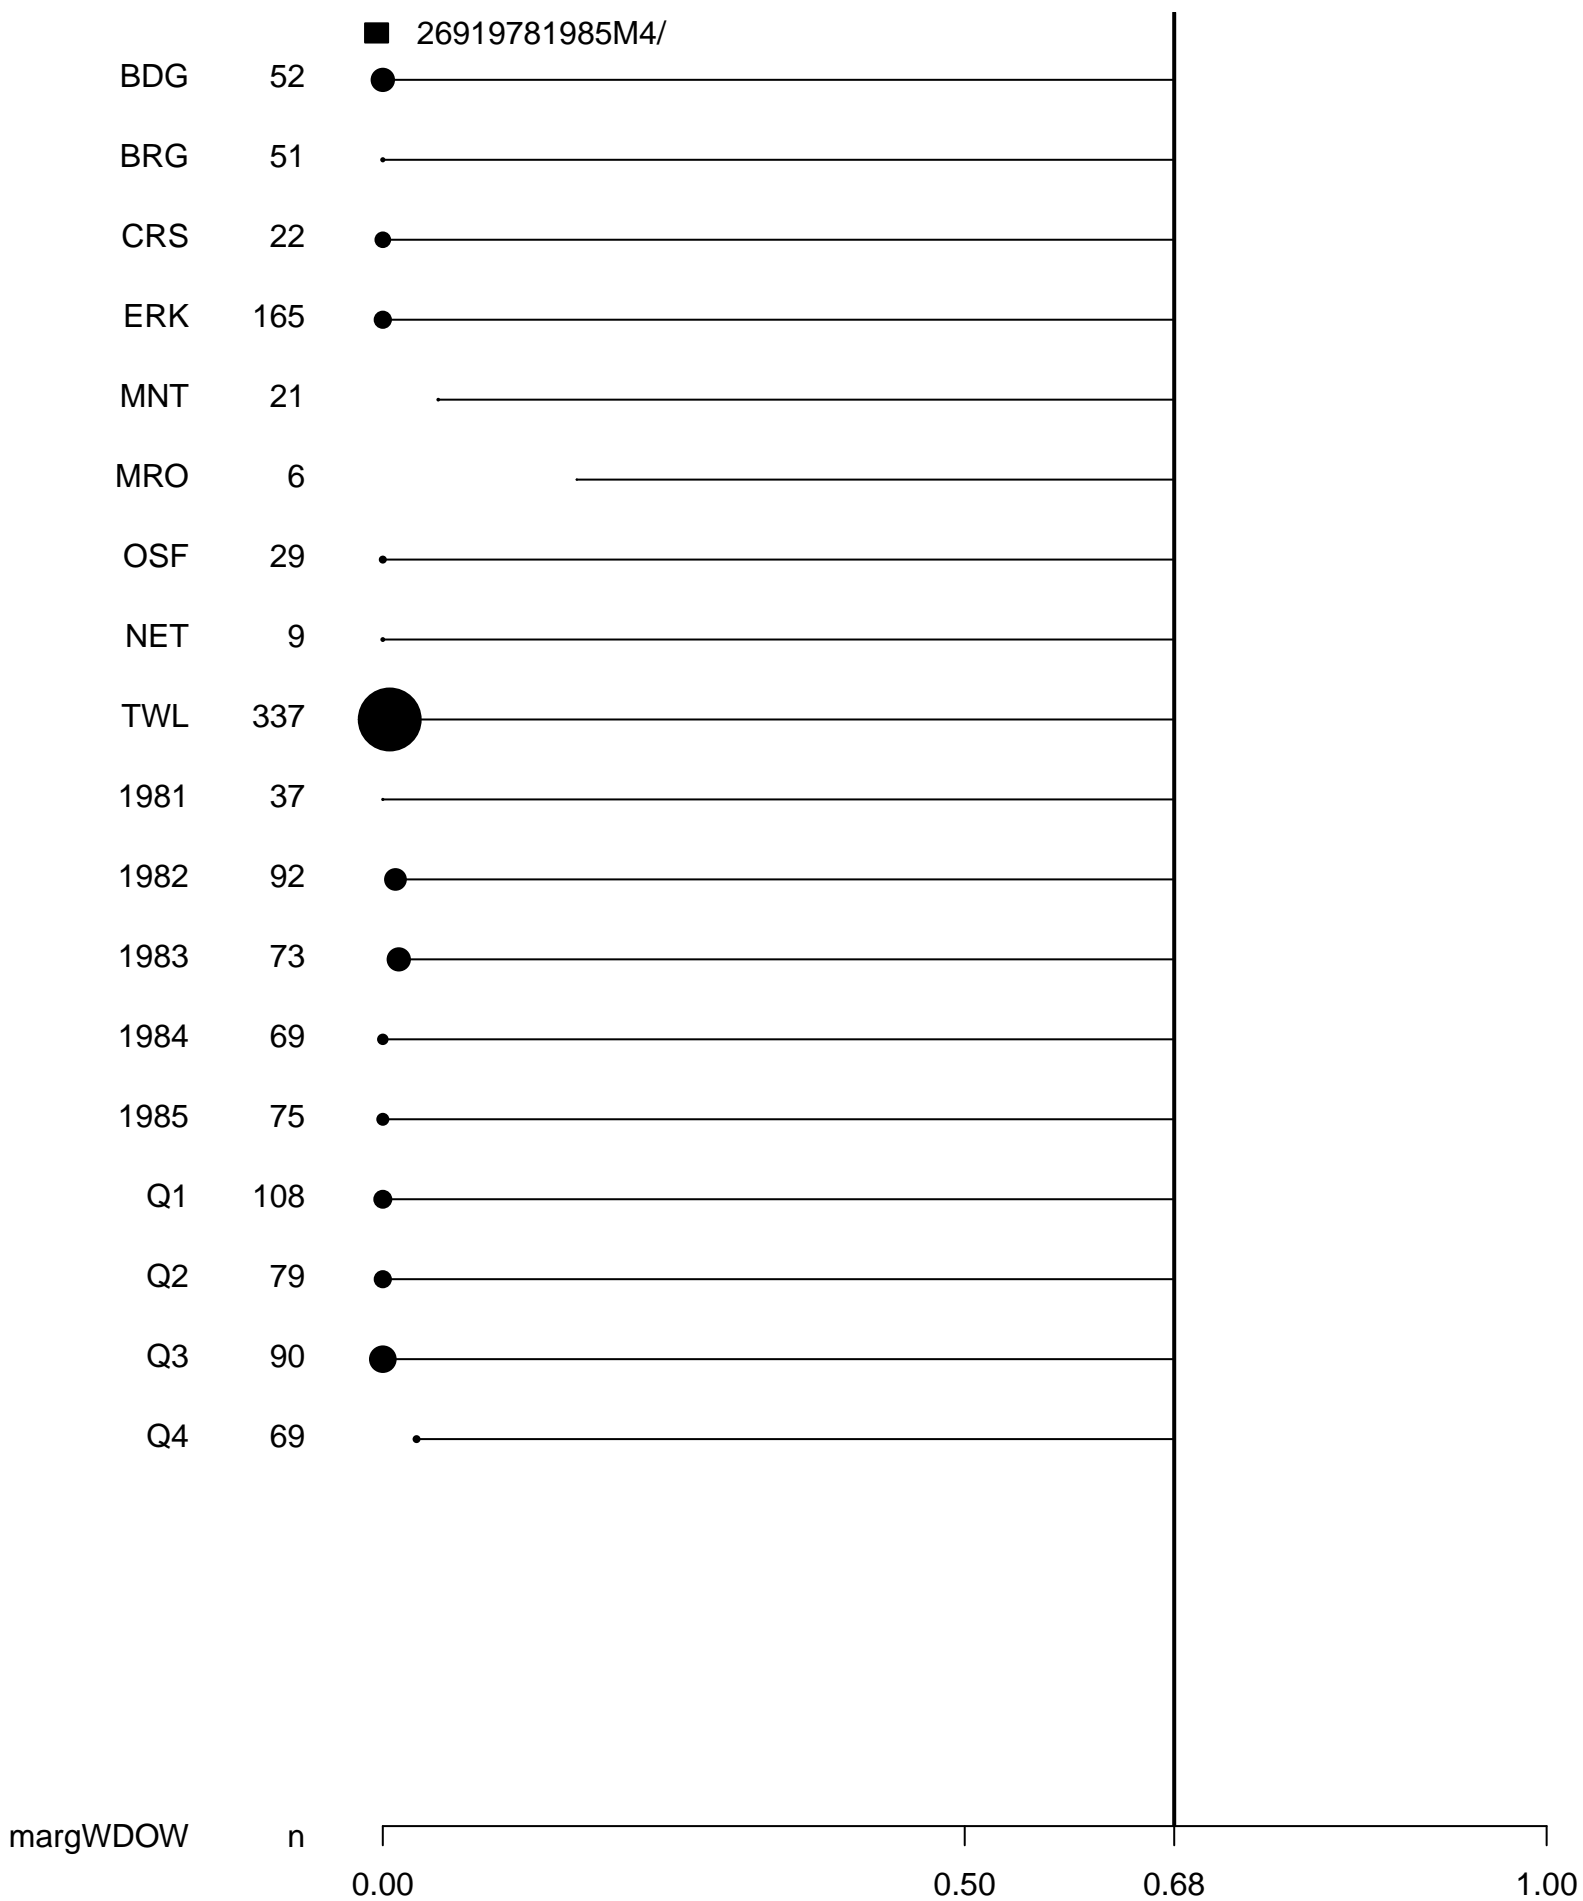 26919781985M4/
BDG 52
BRG 51
CRS 22
ERK 165
MNT 21
MRO 6
OSF 29
NET 9
TWL 337
1981 37
1982 92
1983 73
1984 69
1985 75
Q1 108
Q2 79
Q3 90
Q4 69
margWDOW n
0.00 0.50 0.68 1.00